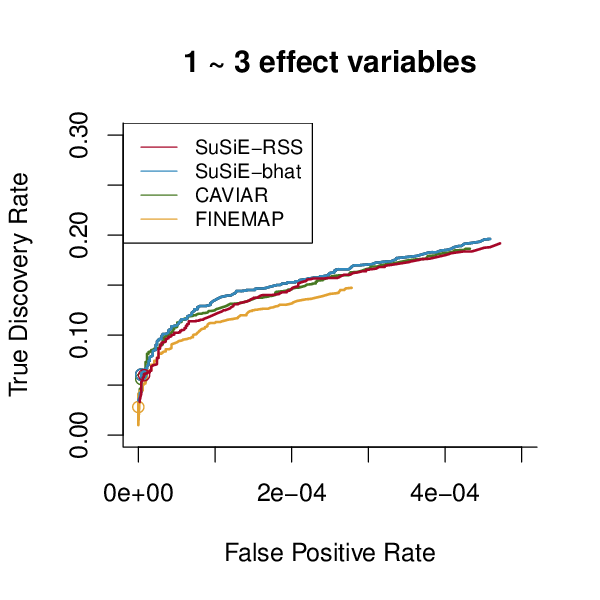 1 ~ 3 effect variables
True Discovery Rate
0.30
0.20
0.10
0.00
SuSiE−RSS
SuSiE−bhat
CAVIAR
FINEMAP
0e+00
2e−04
4e−04
False Positive Rate